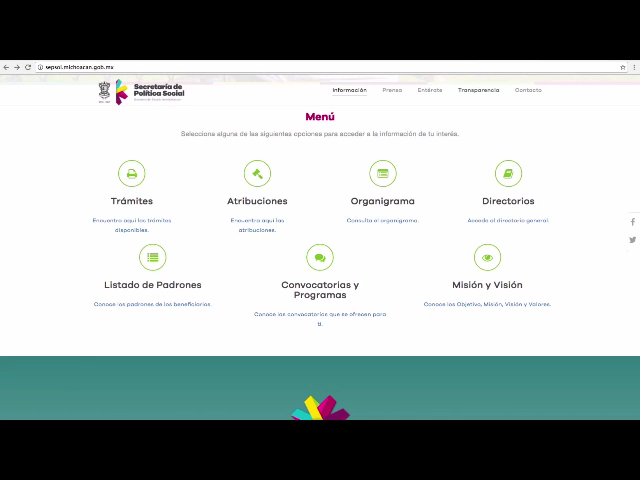 sepsol.michoacan.gob.mx
Secretaría de
Política Social
Información Prensa Entérate Transparencia Contacto
Menú
Selecciona alguna de las siguientes opciones para acceder a la información de tu interés.
Trámites Atribuciones Organigrama Directorios
Encuentra aquí los trámites disponibles.
Encuentra aquí las atribuciones.
Consulta el organigrama.
Accede al directorio general.
Listado de Padrones
Convocatorias y
Programas
Misión y Visión
Conoce los padrones de los beneficiarios.
Conoce las convocatorias que se ofrecen para
ti.
Conoce los Objetivo, Misión, Visión y Valores.